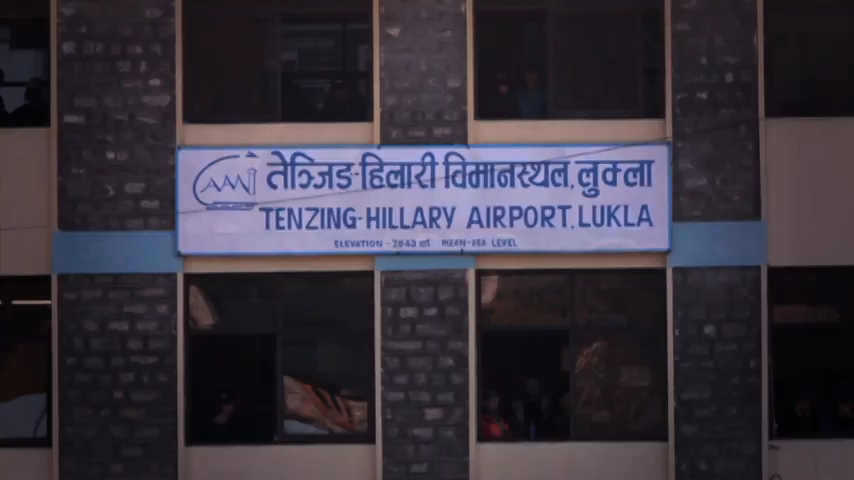 तेञ्जिङ-हिलारी विमानस्थल, लुक्ला
TENZING-HILLARY AIRPORT, LUKLA
ELEVATION - 2843 mt MEAN-SEA LEVEL